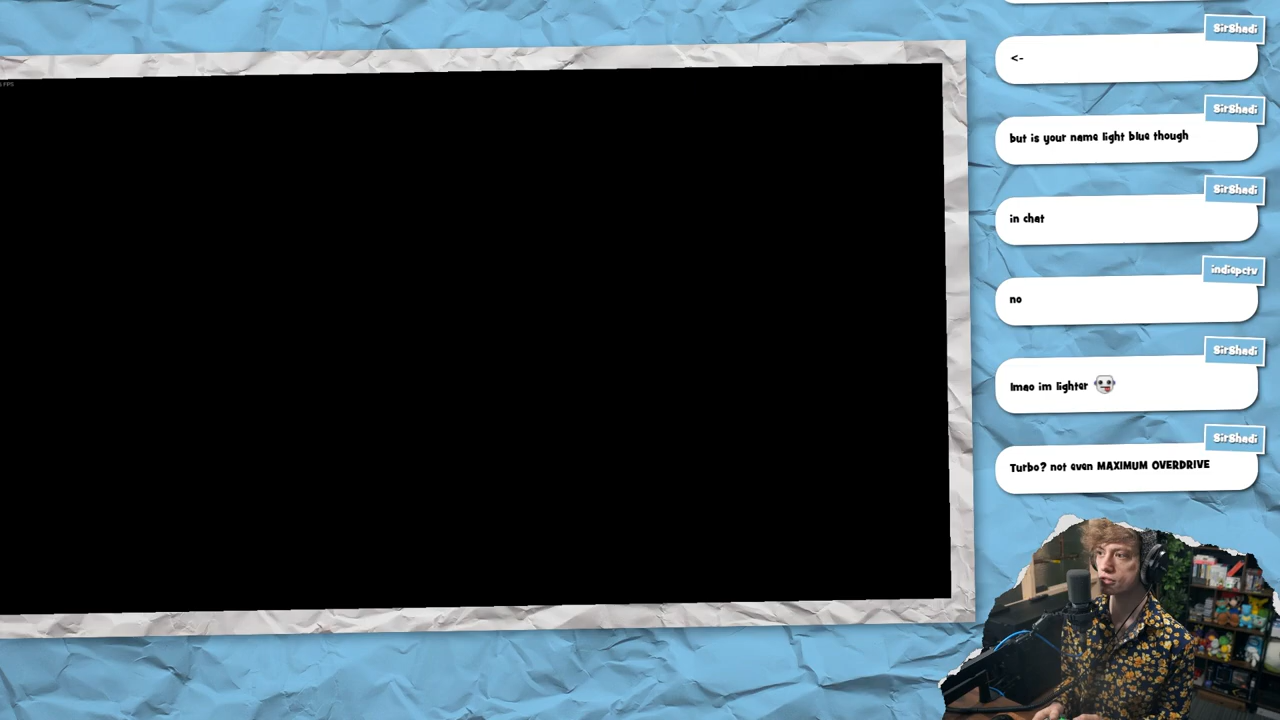 FPS
SirShadi
<-
SirShadi
but is your name light blue though
SirShadi
in chat
indiepctv
no
SirShadi
lmao im lighter
SirShadi
Turbo? not even MAXIMUM OVERDRIVE